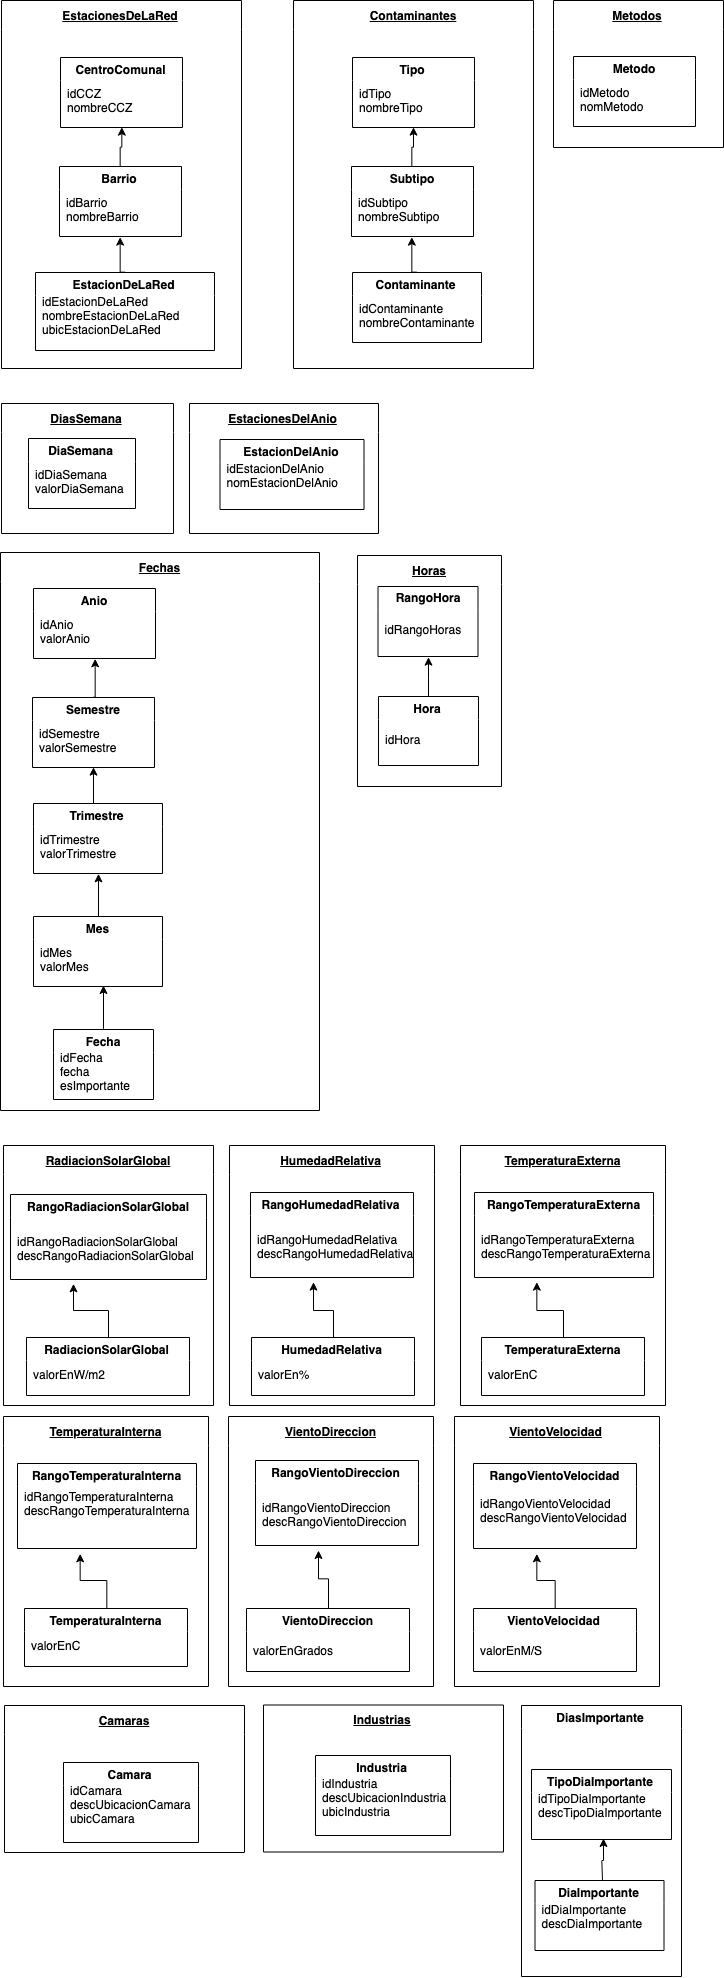 EstacionesDeLaRed
CentroComunal
idCCZ
nombreCCZ
Barrio
idBarrio
nombreBarrio
EstacionDeLaRed
idEstacionDeLaRed
nombreEstacionDeLaRed
ubicEstacionDeLaRed
Contaminantes
Tipo
idTipo
nombreTipo
Subtipo
idSubtipo
nombreSubtipo
Contaminante
idContaminante
nombreContaminante
Metodos
Metodo
idMetodo
nomMetodo
DiasSemana
DiaSemana
idDiaSemana
valorDiaSemana
EstacionesDelAnio
EstacionDelAnio
idEstacionDelAnio
nomEstacionDelAnio
Fechas
Anio
idAnio
valorAnio
Semestre
idSemestre
valorSemestre
Trimestre
idTrimestre
valorTrimestre
Mes
idMes
valorMes
Fecha
idFecha
fecha
esImportante
Horas
RangoHora
idRangoHoras
Hora
idHora
RadiacionSolarGlobal
RangoRadiacionSolarGlobal
idRangoRadiacionSolarGlobal
descRangoRadiacionSolarGlobal
RadiacionSolarGlobal
valorEnW/m2
HumedadRelativa
RangoHumedadRelativa
idRangoHumedadRelativa
descRangoHumedadRelativa
HumedadRelativa
valorEn%
TemperaturaExterna
RangoTemperaturaExterna
idRangoTemperaturaExterna
descRangoTemperaturaExterna
TemperaturaExterna
valorEnC
TemperaturaInterna
RangoTemperaturaInterna
idRangoTemperaturaInterna
descRangoTemperaturaInterna
TemperaturaInterna
valorEnC
VientoDireccion
RangoVientoDireccion
idRangoVientoDireccion
descRangoVientoDireccion
VientoDireccion
valorEnGrados
VientoVelocidad
RangoVientoVelocidad
idRangoVientoVelocidad
descRangoVientoVelocidad
VientoVelocidad
valorEnM/S
Camaras
Camara
idCamara
descUbicacionCamara
ubicCamara
Industrias
Industria
idIndustria
descUbicacionIndustria
ubicIndustria
DiasImportante
TipoDiaImportante
idTipoDiaImportante
descTipoDiaImportante
DiaImportante
idDiaImportante
descDiaImportante